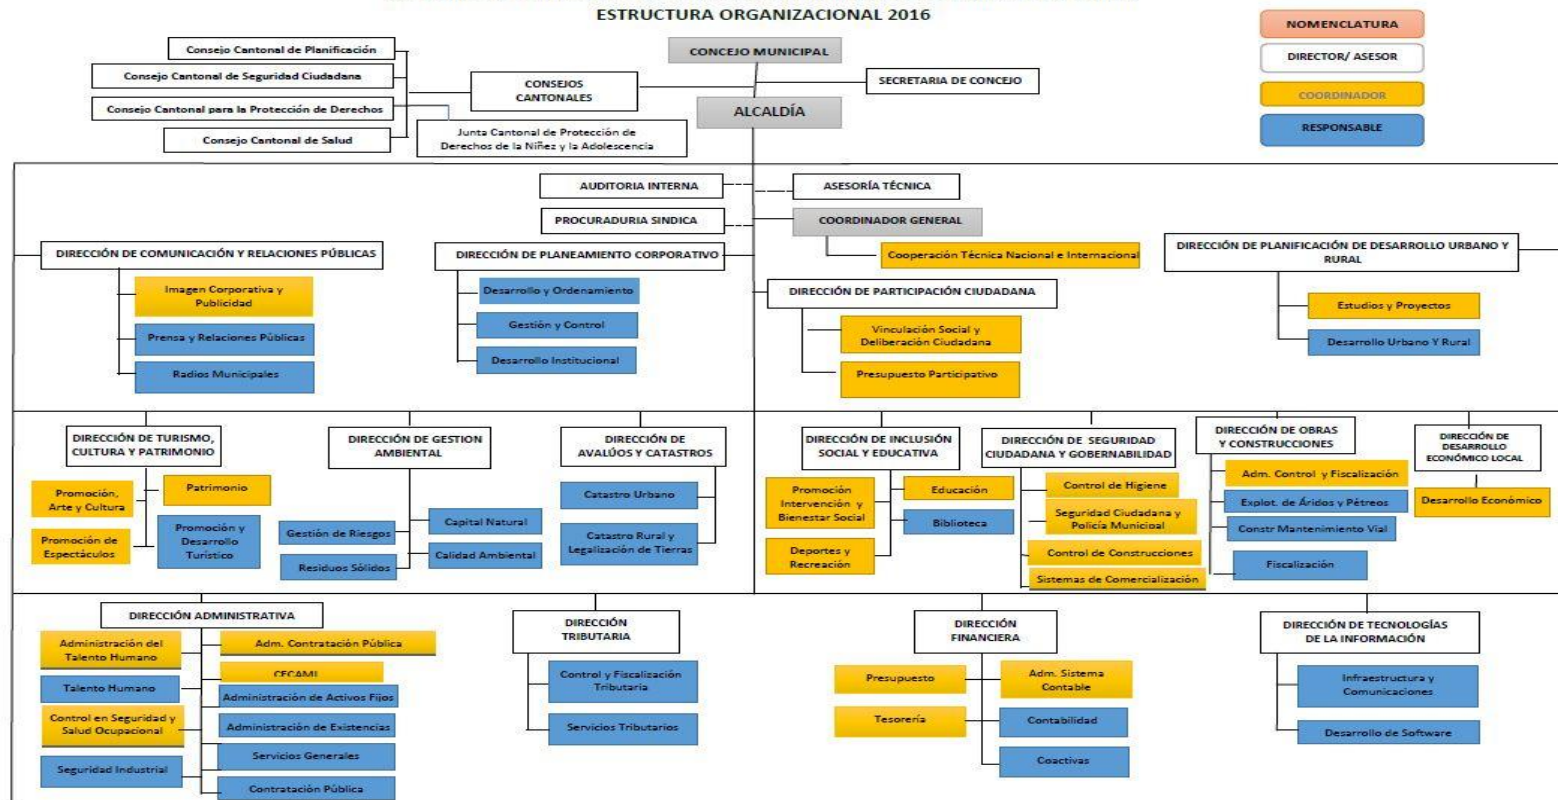 ESTRUCTURA ORGANIZACIONAL 2016
NOMENCLATURA
DIRECTOR/ ASESOR
COORDINADOR
RESPONSABLE
CONCEJO MUNICIPAL
SECRETARIA DE CONCEJO
ALCALDÍA
CONSEJOS
CANTONALES
Consejo Cantonal de Planificación
Consejo Cantonal de Seguridad Ciudadana
Consejo Cantonal para la Protección de Derechos
Consejo Cantonal de Salud
Junta Cantonal de Protección de
Derechos de la Niñez y la Adolescencia
AUDITORIA INTERNA
ASESORÍA TÉCNICA
PROCURADURIA SINDICA
COORDINADOR GENERAL
Cooperación Técnica Nacional e Internacional
DIRECCIÓN DE COMUNICACIÓN Y RELACIONES PÚBLICAS
Imagen Corporativa y
Publicidad
Prensa y Relaciones Públicas
Radios Municipales
DIRECCIÓN DE PLANEAMIENTO CORPORATIVO
Desarrollo y Ordenamiento
Gestión y Control
Desarrollo Institucional
DIRECCIÓN DE PARTICIPACIÓN CIUDADANA
Vinculación Social y
Deliberación Ciudadana
Presupuesto Participativo
DIRECCIÓN DE PLANIFICACIÓN DE DESARROLLO URBANO Y
RURAL
Estudios y Proyectos
Desarrollo Urbano Y Rural
DIRECCIÓN DE TURISMO,
CULTURA Y PATRIMONIO
Promoción,
Arte y Cultura
Patrimonio
Promoción de
Espectáculos
Promoción y
Desarrollo
Turístico
DIRECCIÓN DE GESTION
AMBIENTAL
Gestión de Riesgos
Capital Natural
Residuos Sólidos
Calidad Ambiental
DIRECCIÓN DE
AVALÚOS Y CATASTROS
Catastro Urbano
Catastro Rural y
Legalización de Tierras
DIRECCIÓN DE INCLUSIÓN
SOCIAL Y EDUCATIVA
Promoción
Intervención y
Bienestar Social
Educación
Biblioteca
Deportes y
Recreación
DIRECCIÓN DE SEGURIDAD
CIUDADANA Y GOBERNABILIDAD
Control de Higiene
Seguridad Ciudadana y
Policía Municipal
Control de Construcciones
Sistemas de Comercialización
DIRECCIÓN DE OBRAS
Y CONSTRUCCIONES
Adm. Control y Fiscalización
Explot. de Áridos y Pétreos
Constr Mantenimiento Vial
Fiscalización
DIRECCIÓN DE
DESARROLLO
ECONÓMICO LOCAL
Desarrollo Económico
DIRECCIÓN ADMINISTRATIVA
Administración del
Talento Humano
Talento Humano
Control en Seguridad y
Salud Ocupacional
Seguridad Industrial
Adm. Contratación Pública
CECAMI
Administración de Activos Fijos
Administración de Existencias
Servicios Generales
Contratación Pública
DIRECCIÓN
TRIBUTARIA
Control y Fiscalización
Tributaria
Servicios Tributarios
DIRECCIÓN
FINANCIERA
Presupuesto
Tesorería
Adm. Sistema
Contable
Contabilidad
Coactivas
DIRECCIÓN DE TECNOLOGÍAS
DE LA INFORMACIÓN
Infraestructura y
Comunicaciones
Desarrollo de Software